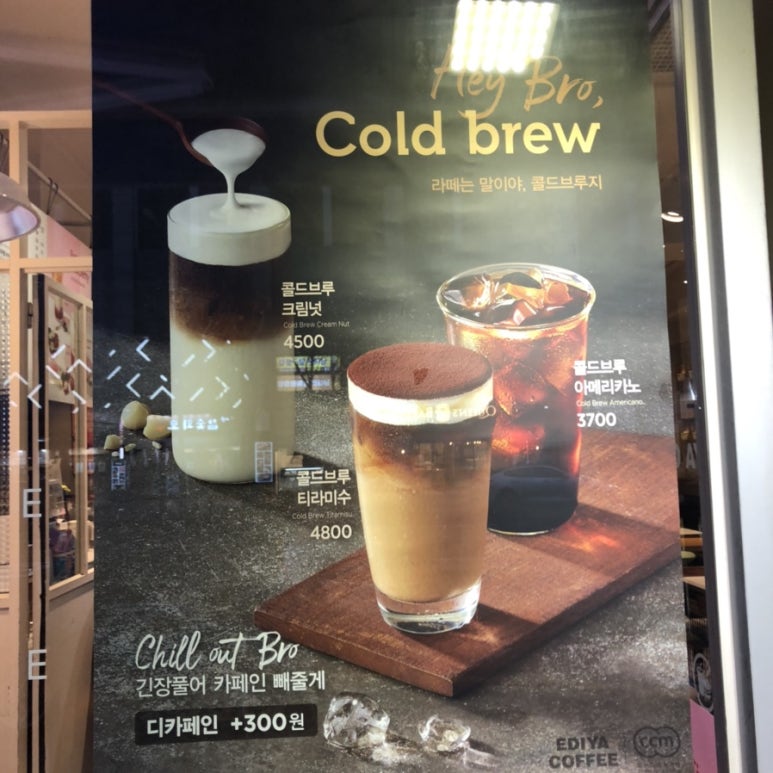 Hey Bro,
Cold brew
라떼는 말이야, 콜드브루지
콜드브루
크림넛
Cold Brew Cream Nut
4500
콜드브루
아메리카노
Cold Brew Americano
3700
콜드브루
티라미수
Cold Brew Tiramisu
4800
Chill out Bro
긴장풀어 카페인 빼줄게
디카페인 +300원
EDIYA
COFFEE
ccm
E
E